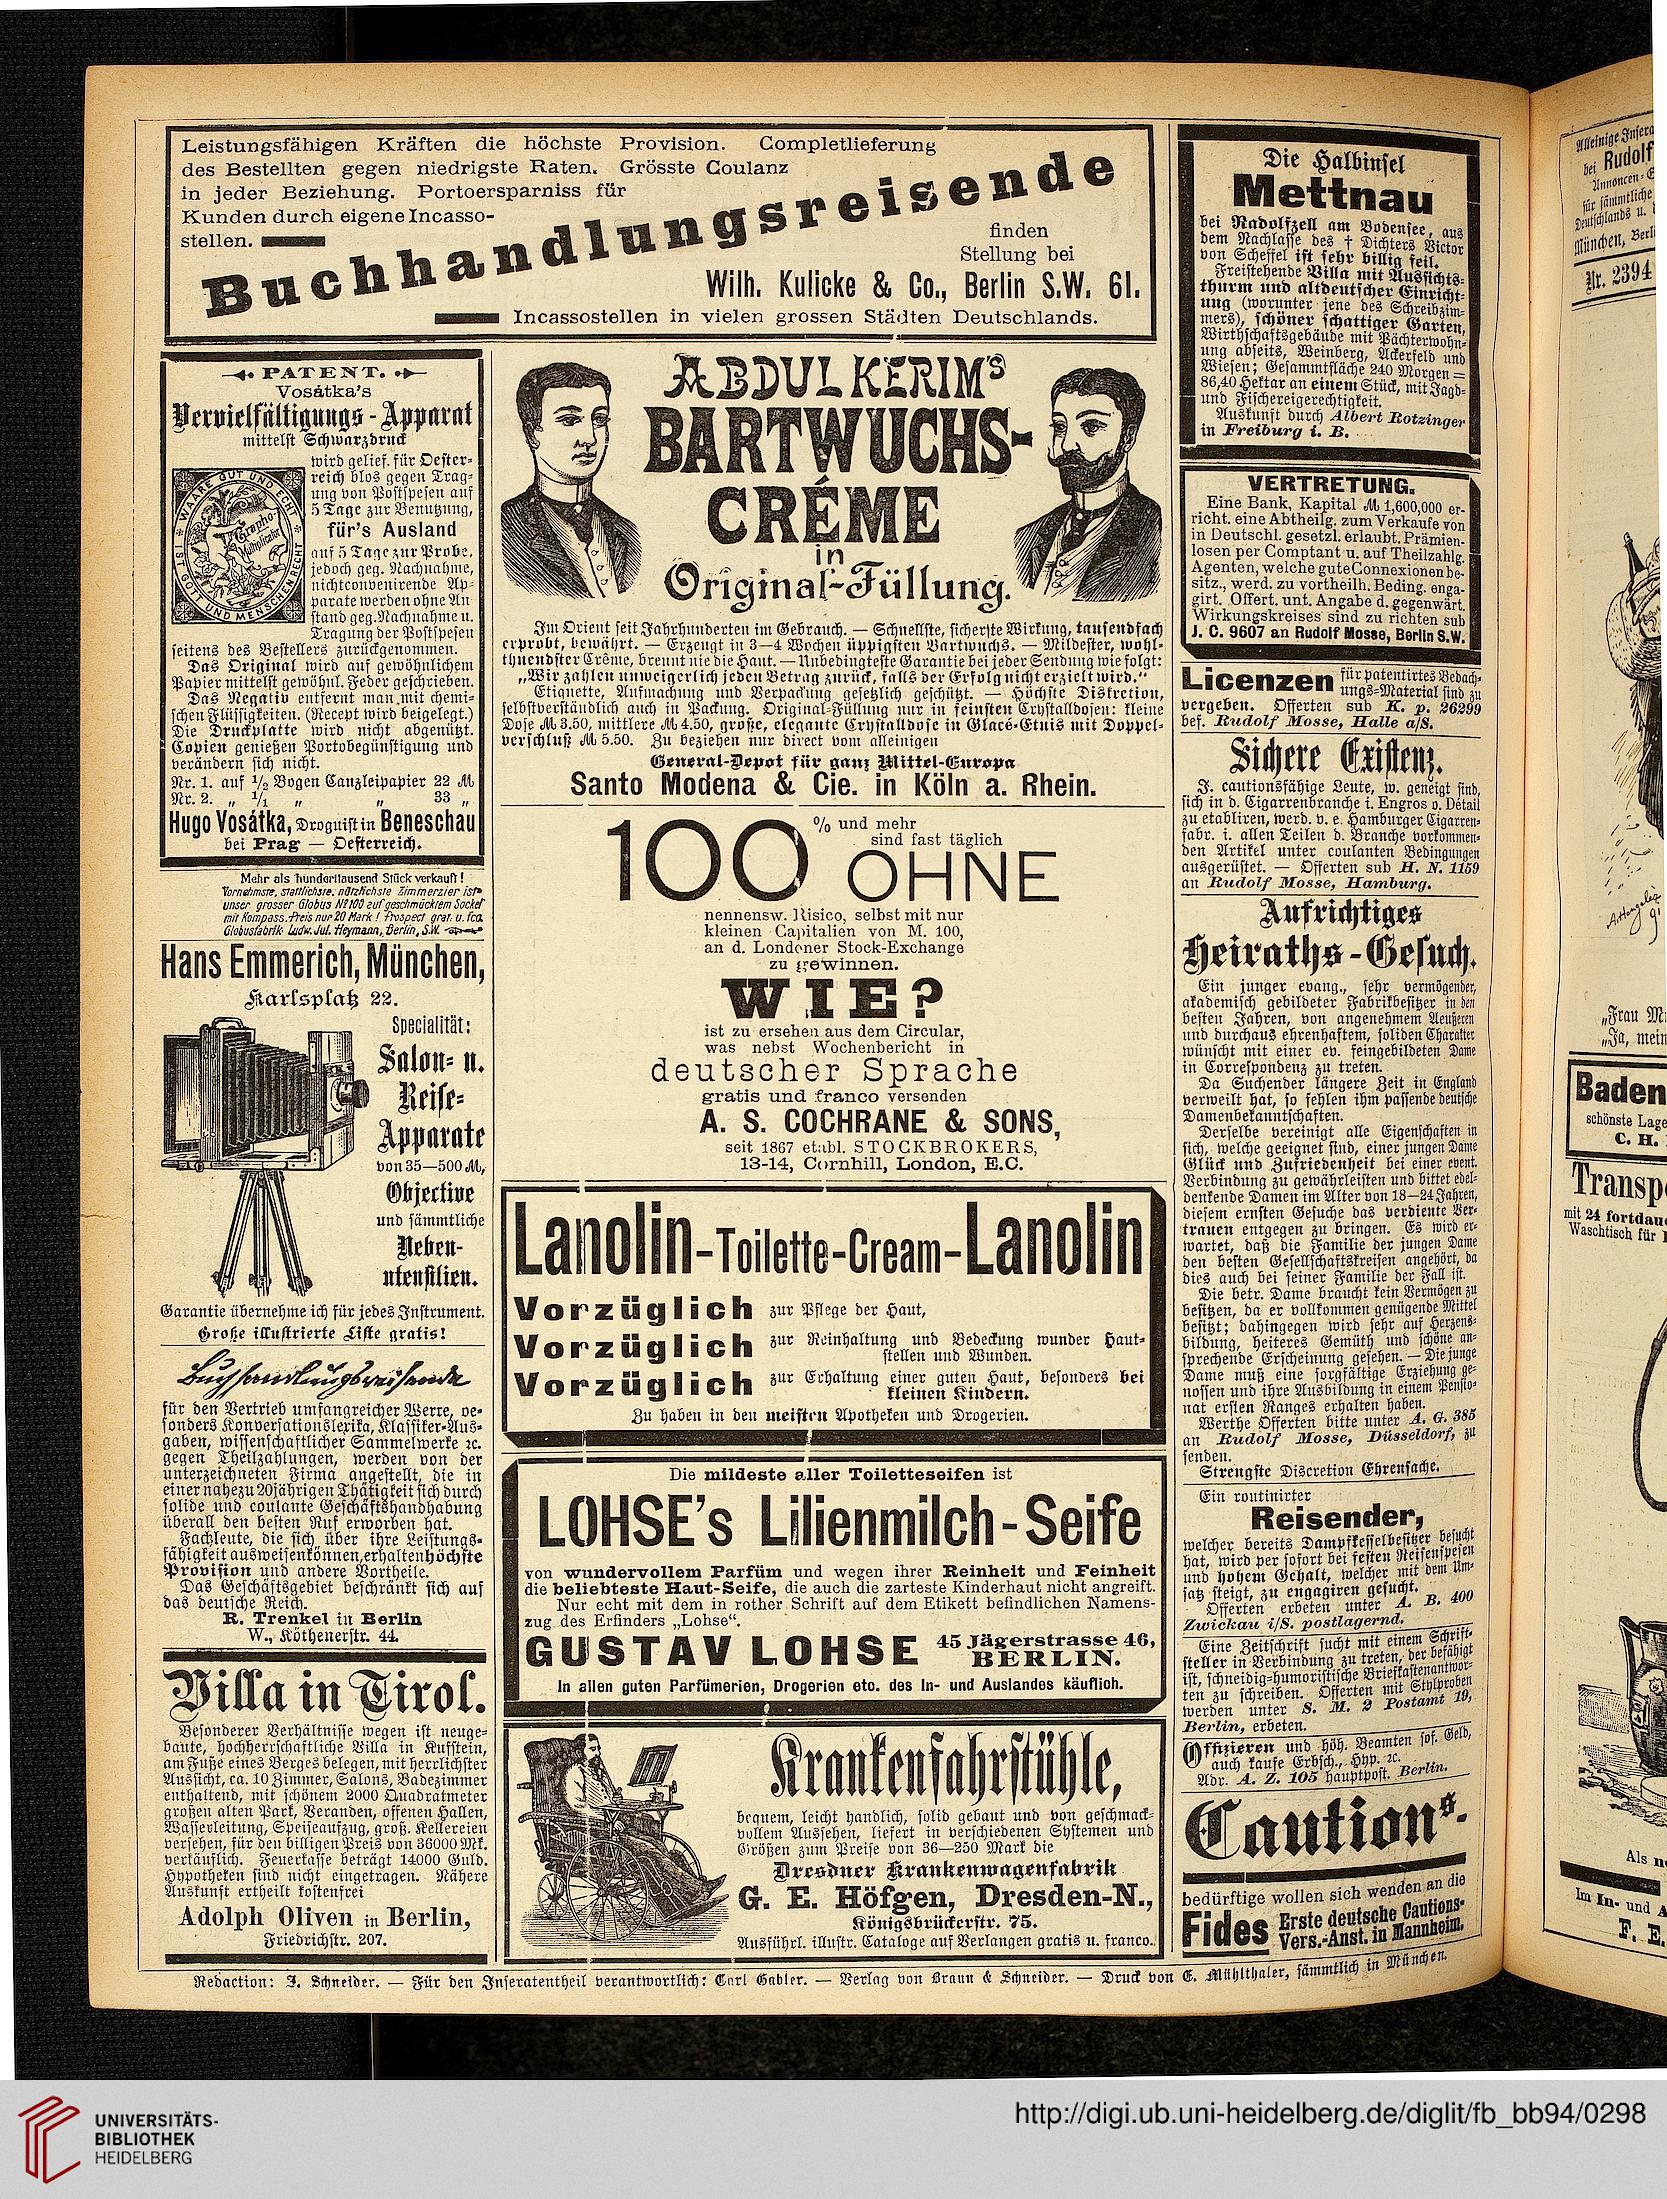 Leistungsfähigen Kräften die höchste Provision. Completlieferung
des Bestellten gegen niedrigste Raten. Grösste Coulanz
in jeder Beziehung. Portoersparniss für
Kunden durch eigene Incasso-
stellen.
Buchhandlungsreisende
finden
Stellung bei
Wilh. Kulicke & Co., Berlin S.W. 61.
Incassostellen in vielen grossen Städten Deutschlands.
PATENT.
Vosátka's
Vervielfältigungs-Apparat
mittelst Schwarzdruck
WAARE GUT UND ECHT
IST GOTT UND MENSCHEN RECHT
Grapho-
Multiplicator
wird gelief. für Oester-
reich blos gegen Trag-
ung von Postspesen auf
5 Tage zur Benutzung,
für's Ausland
auf 5 Tage zur Probe,
jedoch geg. Nachnahme,
nichtconvenirende Ap-
parate werden ohne An
stand geg. Nachnahme u.
Tragung der Postspesen
seitens des Bestellers zurückgenommen.
Das Original wird auf gewöhnlichem
Papier mittelst gewöhnl. Feder geschrieben.
Das Negativ entfernt man mit chemi-
schen Flüssigkeiten. (Recept wird beigelegt.)
Die Druckplatte wird nicht abgenützt.
Copien genießen Portobegünstigung und
verändern sich nicht.
Nr. 1. auf 1/2 Bogen Canzleipapier 22 M
Nr. 2. „ 1/1 „ „ 33 „
Hugo Vosátka, Droguist in Beneschau
bei Prag — Oesterreich.
Mehr als hunderttausend Stück verkauft!
Vornehmste, stattlichste, nützlichste Zimmerzier ist
unser grosser Globus No 100 auf geschmücktem Sockel
mit Kompass. Preis nur 20 Mark! Prospect grat. u. fco.
Globusfabrik Ludw. Jul. Heymann, Berlin, S.W.
Hans Emmerich, München,
Karlsplatz 22.
Specialität:
Salon- u.
Reise-
Apparate
von 35—500 M,
Objective
und sämmtliche
Neben-
utensilien.
Garantie übernehme ich für jedes Instrument.
Große illustrierte Liste gratis!
Buchhandlungsreisende
für den Vertrieb umfangreicher Werke, be-
sonders Konversationslexika, Klassiker-Aus-
gaben, wissenschaftlicher Sammelwerke ꝛc.
gegen Theilzahlungen, werden von der
unterzeichneten Firma angestellt, die in
einer nahezu 20jährigen Thätigkeit sich durch
solide und coulante Geschäftshandhabung
überall den besten Ruf erworben hat.
Fachleute, die sich über ihre Leistungs-
fähigkeit ausweisen können, erhalten höchste
Provision und andere Vortheile.
Das Geschäftsgebiet beschränkt sich auf
das deutsche Reich.
R. Trenkel in Berlin
W., Köthenerstr. 44.
Villa in Tirol.
Besonderer Verhältnisse wegen ist neuge-
baute, hochherrschaftliche Villa in Kufstein,
am Fuße eines Berges belegen, mit herrlichster
Aussicht, ca. 10 Zimmer, Salons, Badezimmer
enthaltend, mit schönem 2000 Quadratmeter
großen alten Park, Veranden, offenen Hallen,
Wasserleitung, Speiseaufzug, groß. Kellereien
versehen, für den billigen Preis von 36000 Mk.
verkäuflich. Feuerkasse beträgt 14000 Guld.
Hypotheken sind nicht eingetragen. Nähere
Auskunft ertheilt kostenfrei
Adolph Oliven in Berlin,
Friedrichstr. 207.
ABDUL KERIM'S
BARTWUCHS-
CRÉME
in
Original-Füllung.
Im Orient seit Jahrhunderten im Gebrauch. — Schnellste, sicherste Wirkung, tausendfach
erprobt, bewährt. — Erzeugt in 3—4 Wochen üppigsten Bartwuchs. — Mildester, wohl-
thuendster Crême, brennt nie die Haut. — Unbedingteste Garantie bei jeder Sendung wie folgt:
„Wir zahlen unweigerlich jeden Betrag zurück, falls der Erfolg nicht erzielt wird.“
Etiquette, Aufmachung und Verpackung gesetzlich geschützt. — Höchste Distretion,
selbstverständlich auch in Packung. Original-Füllung nur in feinsten Crystalldosen: kleine
Dose M 3.50, mittlere M 4.50, große, elegante Crystalldose in Glacé-Etuis mit Doppel-
verschluß M 5.50. Zu beziehen nur direct vom alleinigen
General-Depot für ganz Mittel-Europa
Santo Modena & Cie. in Köln a. Rhein.
100 % und mehr
sind fast täglich
OHNE
nennensw. Risico, selbst mit nur
kleinen Capitalien von M. 100,
an d. Londoner Stock-Exchange
zu gewinnen.
WIE?
ist zu ersehen aus dem Circular,
was nebst Wochenbericht in
deutscher Sprache
gratis und franco versenden
A. S. COCHRANE & SONS,
seit 1867 etabl. STOCKBROKERS,
13-14, Cornhill, London, E.C.
Lanolin-Toilette-Cream-Lanolin
Vorzüglich zur Pflege der Haut,
Vorzüglich zur Reinhaltung und Bedeckung wunder Haut-
stellen und Wunden.
Vorzüglich zur Erhaltung einer guten Haut, besonders bei
kleinen Kindern.
Zu haben in den meisten Apotheken und Drogerien.
Die mildeste aller Toiletteseifen ist
LOHSE's Lilienmilch-Seife
von wundervollem Parfüm und wegen ihrer Reinheit und Feinheit
die beliebteste Haut-Seife, die auch die zarteste Kinderhaut nicht angreift.
Nur echt mit dem in rother Schrift auf dem Etikett befindlichen Namens-
zug des Erfinders „Lohse“.
GUSTAV LOHSE 45 Jägerstrasse 46,
BERLIN.
In allen guten Parfümerien, Drogerien etc. des In- und Auslandes käuflich.
Krankenfahrstühle,
bequem, leicht handlich, solid gebaut und von geschmack-
vollem Aussehen, liefert in verschiedenen Systemen und
Größen zum Preise von 36—250 Mark die
Dresdner Krankenwagenfabrik
G. E. Höfgen, Dresden-N.,
Königsbrückerstr. 75.
Ausführl. illustr. Cataloge auf Verlangen gratis u. franco.
Die Halbinsel
Mettnau
bei Radolfzell am Bodensee, aus
dem Nachlasse des † Dichters Victor
von Scheffel ist sehr billig feil.
Freistehende Villa mit Aussichts-
thurm und altdeutscher Einricht-
ung (worunter jene des Schreibzim-
mers), schöner schattiger Garten,
Wirthschaftsgebäude mit Pächterwohn-
ung abseits, Weinberg, Ackerfeld und
Wiesen; Gesammtfläche 240 Morgen =
86,40 Hektar an einem Stück, mit Jagd-
und Fischereigerechtigkeit.
Auskunft durch Albert Rotzinger
in Freiburg i. B.
VERTRETUNG.
Eine Bank, Kapital M 1,600,000 er-
richt. eine Abtheilg. zum Verkaufe von
in Deutschl. gesetzl. erlaubt. Prämien-
losen per Comptant u. auf Theilzahlg.
Agenten, welche gute Connexionen be-
sitz., werd. zu vortheilh. Beding. enga-
girt. Offert. unt. Angabe d. gegenwärt.
Wirkungskreises sind zu richten sub
J. C. 9607 an Rudolf Mosse, Berlin S.W.
Licenzen für patentirtes Bedach-
ungs-Material sind zu
vergeben. Offerten sub K. p. 26299
bef. Rudolf Mosse, Halle a/S.
Sichere Existenz.
J. cautionsfähige Leute, w. geneigt sind,
sich in d. Cigarrenbranche i. Engros o. Détail
zu etabliren, werd. v. e. Hamburger Cigarren-
fabr. i. allen Teilen d. Branche vorkommen-
den Artikel unter coulanten Bedingungen
ausgerüstet. — Offerten sub H. N. 1159
an Rudolf Mosse, Hamburg.
Aufrichtiges
Heiraths-Gesuch.
Ein junger evang., sehr vermögender,
akademisch gebildeter Fabrikbesitzer in den
besten Jahren, von angenehmem Aeußeren
und durchaus ehrenhaftem, soliden Charakter
wünscht mit einer ev. feingebildeten Dame
in Correspondenz zu treten.
Da Suchender längere Zeit in England
verweilt hat, so fehlen ihm passende deutsche
Damenbekanntschaften.
Derselbe vereinigt alle Eigenschaften in
sich, welche geeignet sind, einer jungen Dame
Glück und Zufriedenheit bei einer event.
Verbindung zu gewährleisten und bittet edel-
denkende Damen im Alter von 18—24 Jahren,
diesem ernsten Gesuche das verdiente Ver-
trauen entgegen zu bringen. Es wird er-
wartet, daß die Familie der jungen Dame
den besten Gesellschaftskreisen angehört, da
dies auch bei seiner Familie der Fall ist.
Die betr. Dame braucht kein Vermögen zu
besitzen, da er vollkommen genügende Mittel
besitzt; dahingegen wird sehr auf Herzens-
bildung, heiteres Gemüth und schöne an-
sprechende Erscheinung gesehen. — Die junge
Dame muß eine sorgfältige Erziehung ge-
nossen und ihre Ausbildung in einem Pensio-
nat ersten Ranges erhalten haben.
Werthe Offerten bitte unter A. G. 385
an Rudolf Mosse, Düsseldorf, zu
senden.
Strengste Discretion Ehrensache.
Ein routinirter
Reisender,
welcher bereits Dampfkesselbesitzer besucht
hat, wird per sofort bei festen Reisenspesen
und hohem Gehalt, welcher mit dem Um-
satz steigt, zu engagiren gesucht.
Offerten erbeten unter A. B. 400
Zwickau i/S. postlagernd.
Eine Zeitschrift sucht mit einem Schrift-
steller in Verbindung zu treten, der befähigt
ist, schneidig-humoristische Briefkastenantwor-
ten zu schreiben. Offerten mit Stylproben
werden unter S. M. 2 Postamt 19,
Berlin, erbeten.
Offizieren und höh. Beamten sof. Geld,
auch kaufe Erbsch., Hyp. ꝛc.
Adr. A. Z. 105 hauptpost. Berlin.
Cautions-
bedürftige wollen sich wenden an die
Fides Erste deutsche Cautions-
Vers.-Anst. in Mannheim.
Redaction: J. Schneider. — Für den Inseratentheil verantwortlich: Carl Gabler. — Verlag von Braun & Schneider. — Druck von E. Mühlthaler, sämmtlich in München.
Alleinige Insera
bei Rudolf
Annoncen-E
für sämmtliche
Deutschlands u.
München, Berli
Nr. 2394
„Frau Mi
„Ja, mein
Baden
schönste Lage
C. H.
Transp
mit 24 fortdau
Waschtisch für
Als n
Im In- und A
F. E.
UNIVERSITÄTS-
BIBLIOTHEK
HEIDELBERG
http://digi.ub.uni-heidelberg.de/diglit/fb_bb94/0298